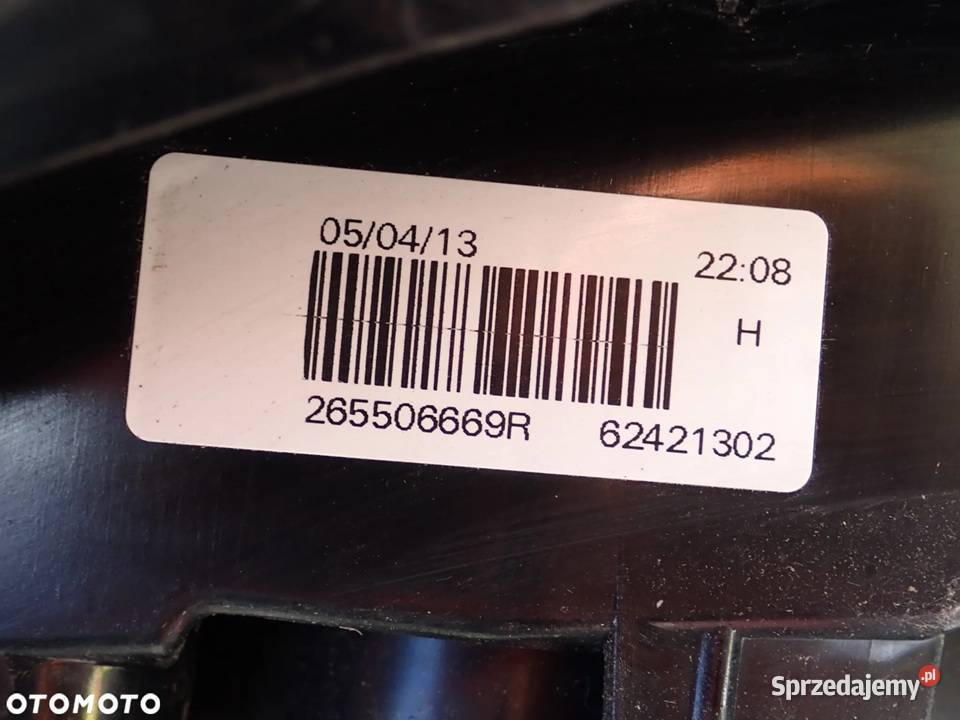 05/04/13
22:08
H
265506669R 62421302
OTOMOTO
Sprzedajemy.pl